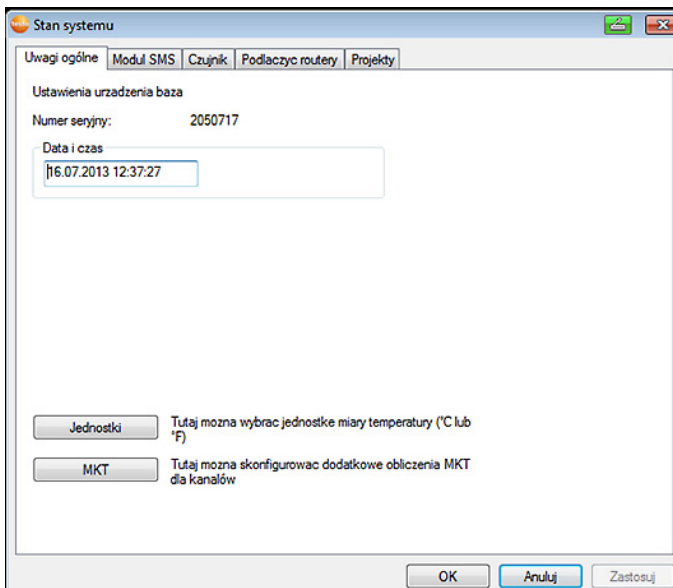 Stan systemu
Uwagi ogólne Modul SMS Czujnik Podlaczyc routery Projekty
Ustawienia urzadzenia baza
Numer seryjny: 2050717
Data i czas
16.07.2013 12:37:27
Jednostki
Tutaj mozna wybrac jednostke miary temperatury (°C lub
°F)
MKT
Tutaj mozna skonfigurowac dodatkowe obliczenia MKT
dla kanalów
OK Anuluj Zastosuj